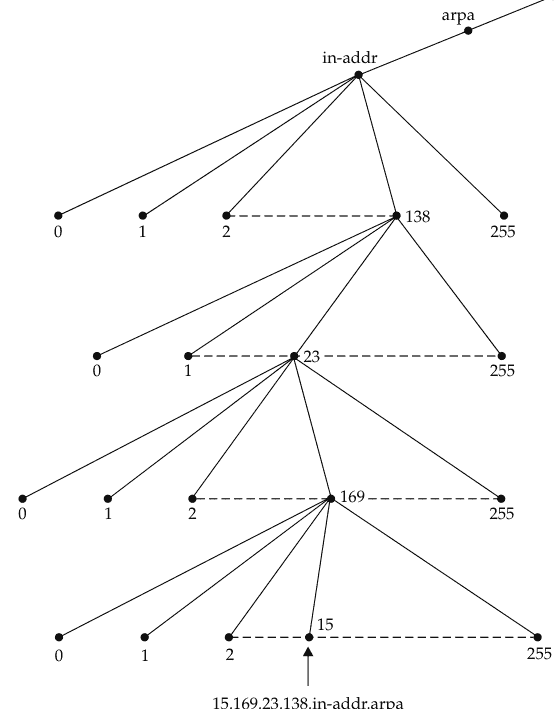 arpa
in-addr
0 1 2 138 255
0 1 23 255
0 1 2 169 255
15
0 1 2 255
15.169.23.138.in-addr.arpa